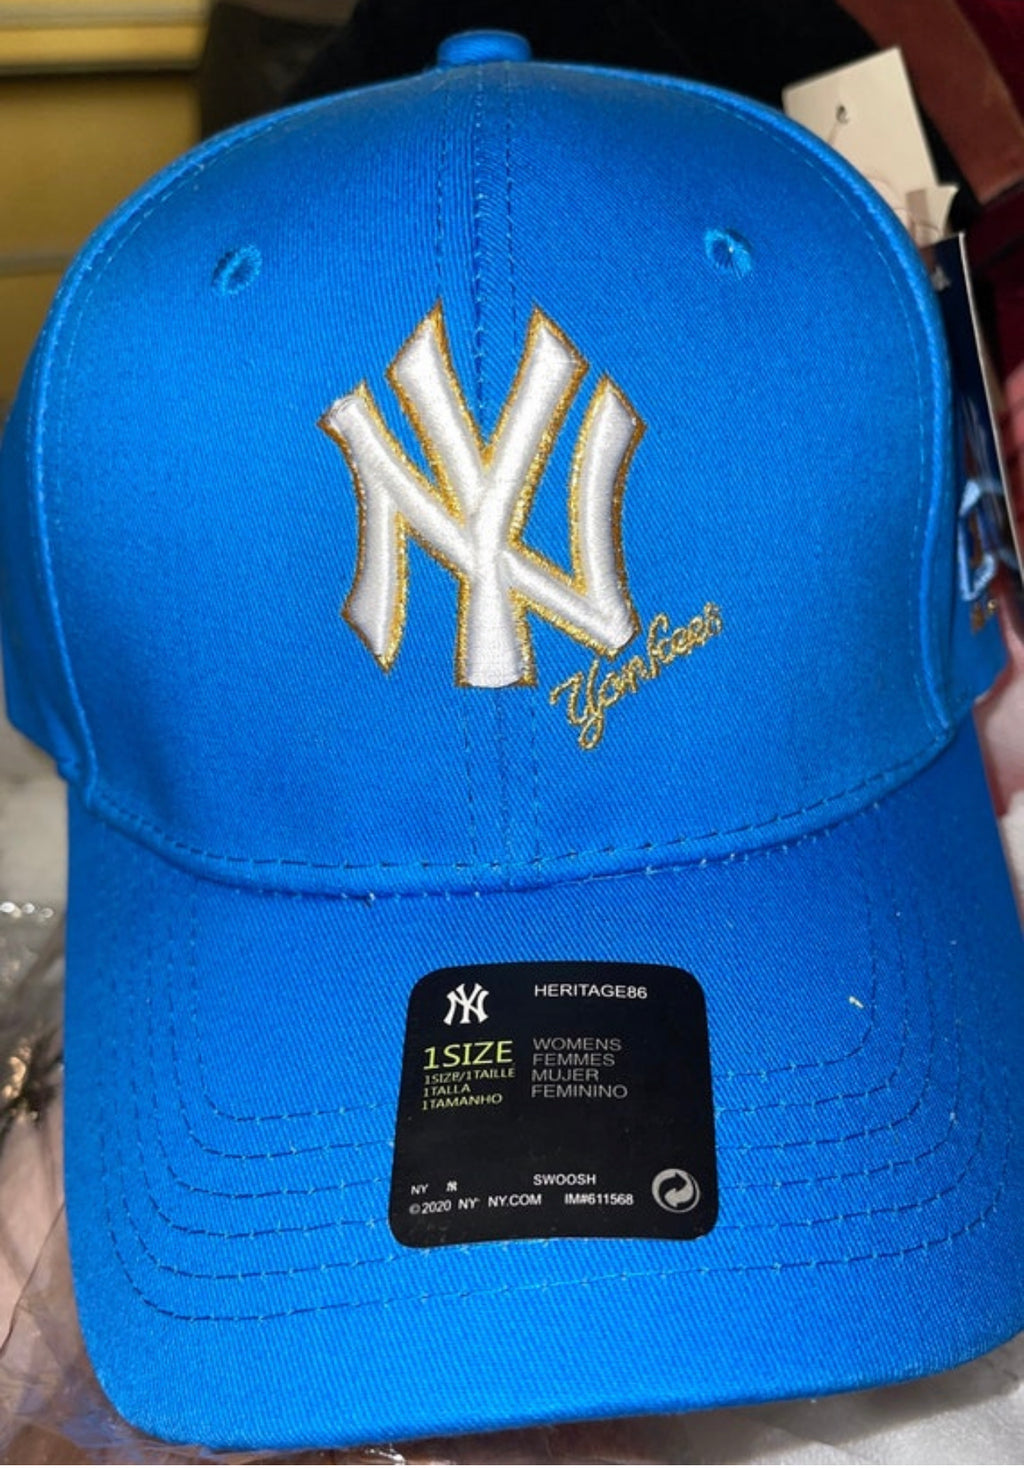 NY
Yankees
NY
HERITAGE86
1SIZE
1SIZE/1TAILLE
1TALLA
1TAMANHO
WOMENS
FEMMES
MUJER
FEMININO
SWOOSH
NY NY
©2020 NY NY.COM IM#611568